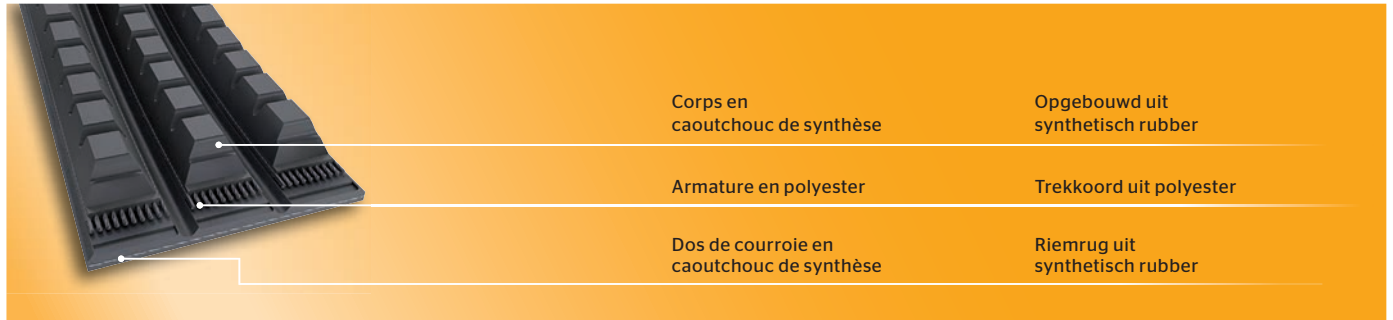 Corps en
caoutchouc de synthèse
Opgebouwd uit
synthetisch rubber
Armature en polyester
Trekkoord uit polyester
Dos de courroie en
caoutchouc de synthèse
Riemrug uit
synthetisch rubber